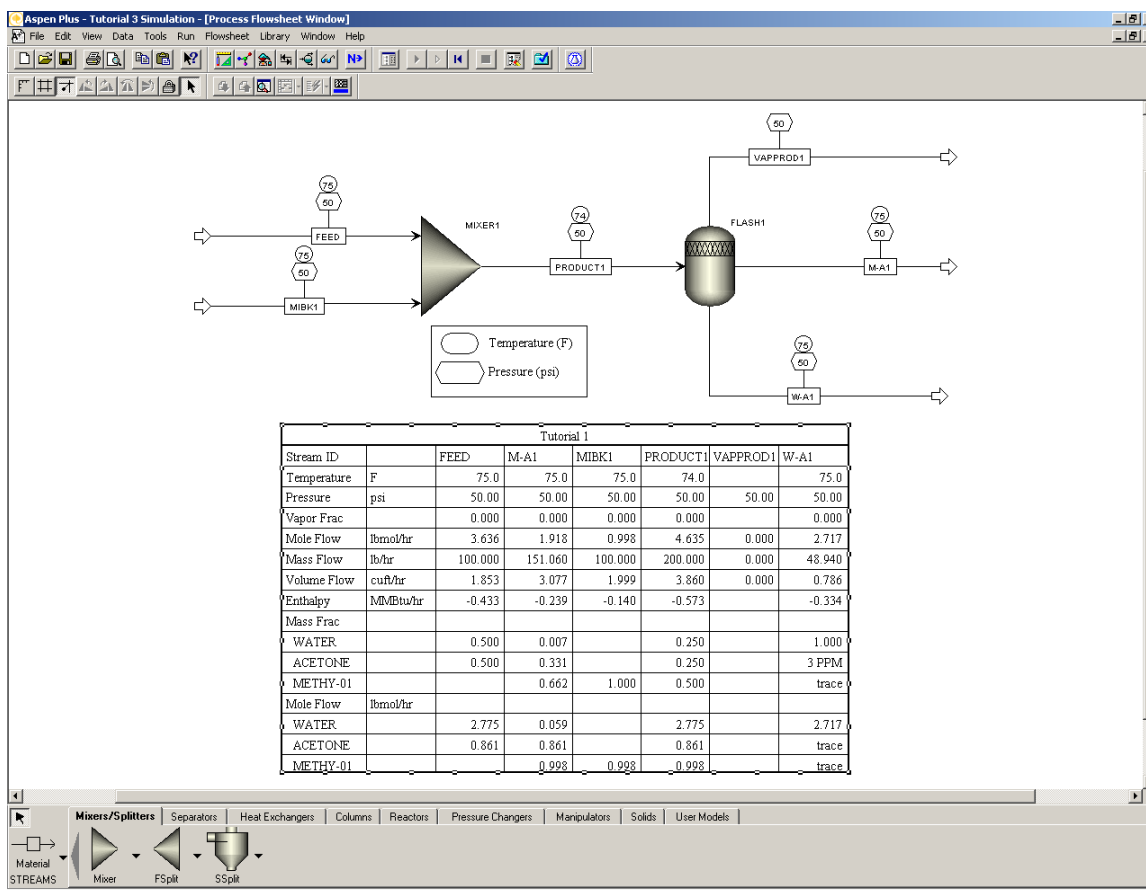 Aspen Plus - Tutorial 3 Simulation - [Process Flowsheet Window]
File Edit View Data Tools Run Flowsheet Library Window Help
N>
50
VAPPROD1
75
50
FEED
MIXER1
74
50
PRODUCT1
FLASH1
75
50
M-A1
75
50
MIBK1
Temperature (F)
Pressure (psi)
75
50
W-A1
Tutorial 1
Stream ID FEED M-A1 MIBK1 PRODUCT1 VAPPROD1 W-A1
Temperature F 75.0 75.0 75.0 74.0 75.0
Pressure psi 50.00 50.00 50.00 50.00 50.00 50.00
Vapor Frac 0.000 0.000 0.000 0.000 0.000
Mole Flow lbmol/hr 3.636 1.918 0.998 4.635 0.000 2.717
Mass Flow lb/hr 100.000 151.060 100.000 200.000 0.000 48.940
Volume Flow cuft/hr 1.853 3.077 1.999 3.860 0.000 0.786
Enthalpy MMBtu/hr -0.433 -0.239 -0.140 -0.573 -0.334
Mass Frac
WATER 0.500 0.007 0.250 1.000
ACETONE 0.500 0.331 0.250 3 PPM
METHY-01 0.662 1.000 0.500 trace
Mole Flow lbmol/hr
WATER 2.775 0.059 2.775 2.717
ACETONE 0.861 0.861 0.861 trace
METHY-01 0.998 0.998 0.998 trace
Mixers/Splitters Separators Heat Exchangers Columns Reactors Pressure Changers Manipulators Solids User Models
Material
STREAMS
Mixer FSplit SSplit